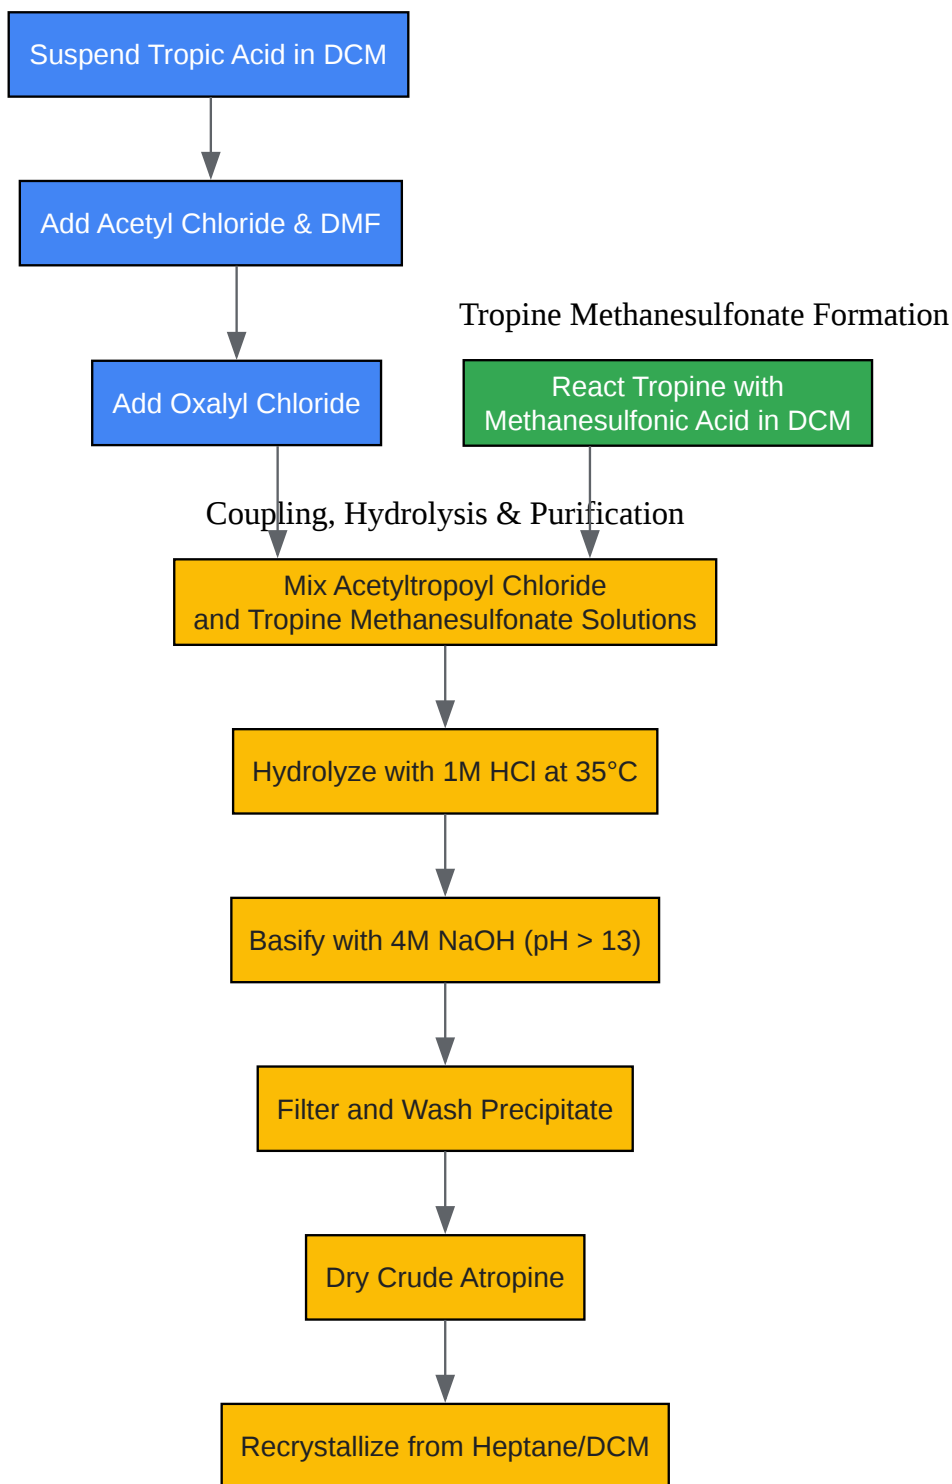 Suspend Tropic Acid in DCM
Add Acetyl Chloride & DMF
Tropine Methanesulfonate Formation
Add Oxalyl Chloride
React Tropine with
Methanesulfonic Acid in DCM
Coupling, Hydrolysis & Purification
Mix Acetyltropoyl Chloride
and Tropine Methanesulfonate Solutions
Hydrolyze with 1M HCl at 35°C
Basify with 4M NaOH (pH > 13)
Filter and Wash Precipitate
Dry Crude Atropine
Recrystallize from Heptane/DCM